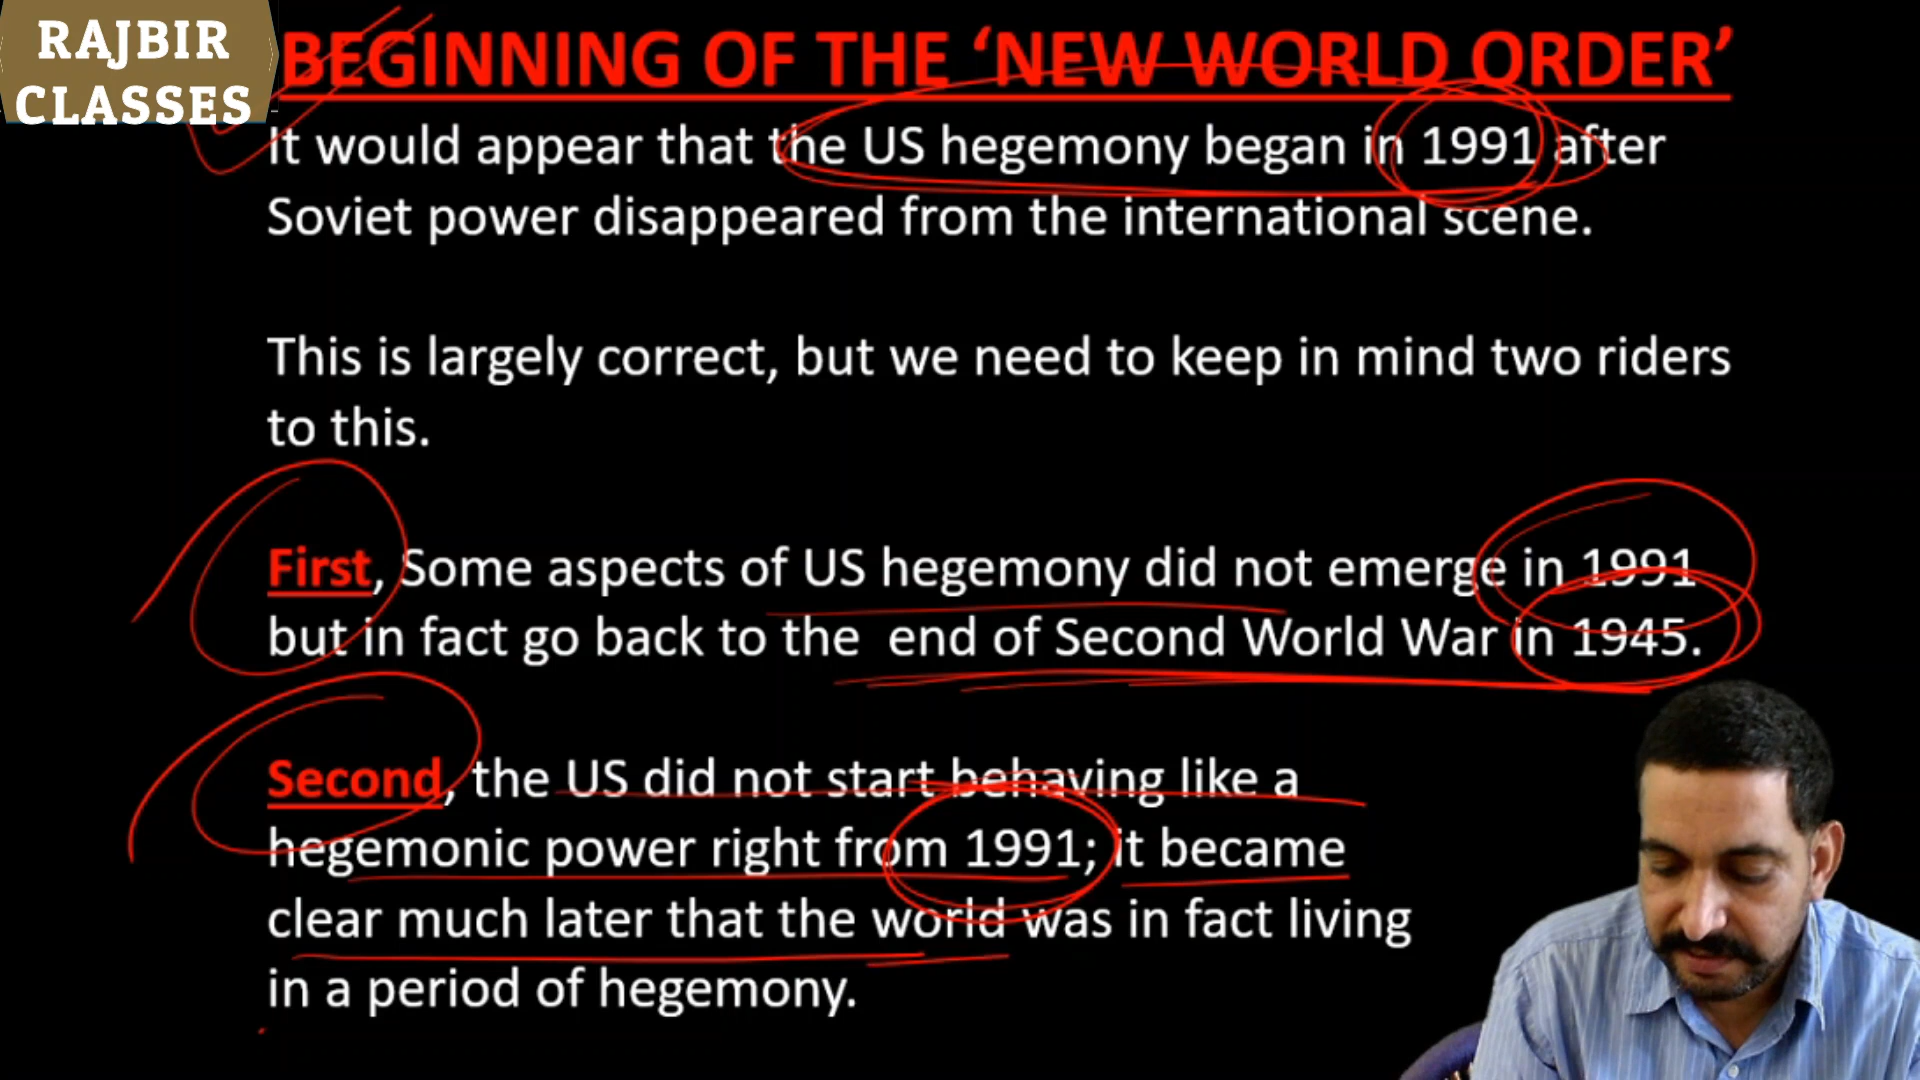 RAJBIR
CLASSES
BEGINNING OF THE ‘NEW WORLD ORDER’
It would appear that the US hegemony began in 1991 after
Soviet power disappeared from the international scene.
This is largely correct, but we need to keep in mind two riders
to this.
First, Some aspects of US hegemony did not emerge in 1991
but in fact go back to the end of Second World War in 1945.
Second, the US did not start behaving like a
hegemonic power right from 1991; it became
clear much later that the world was in fact living
in a period of hegemony.